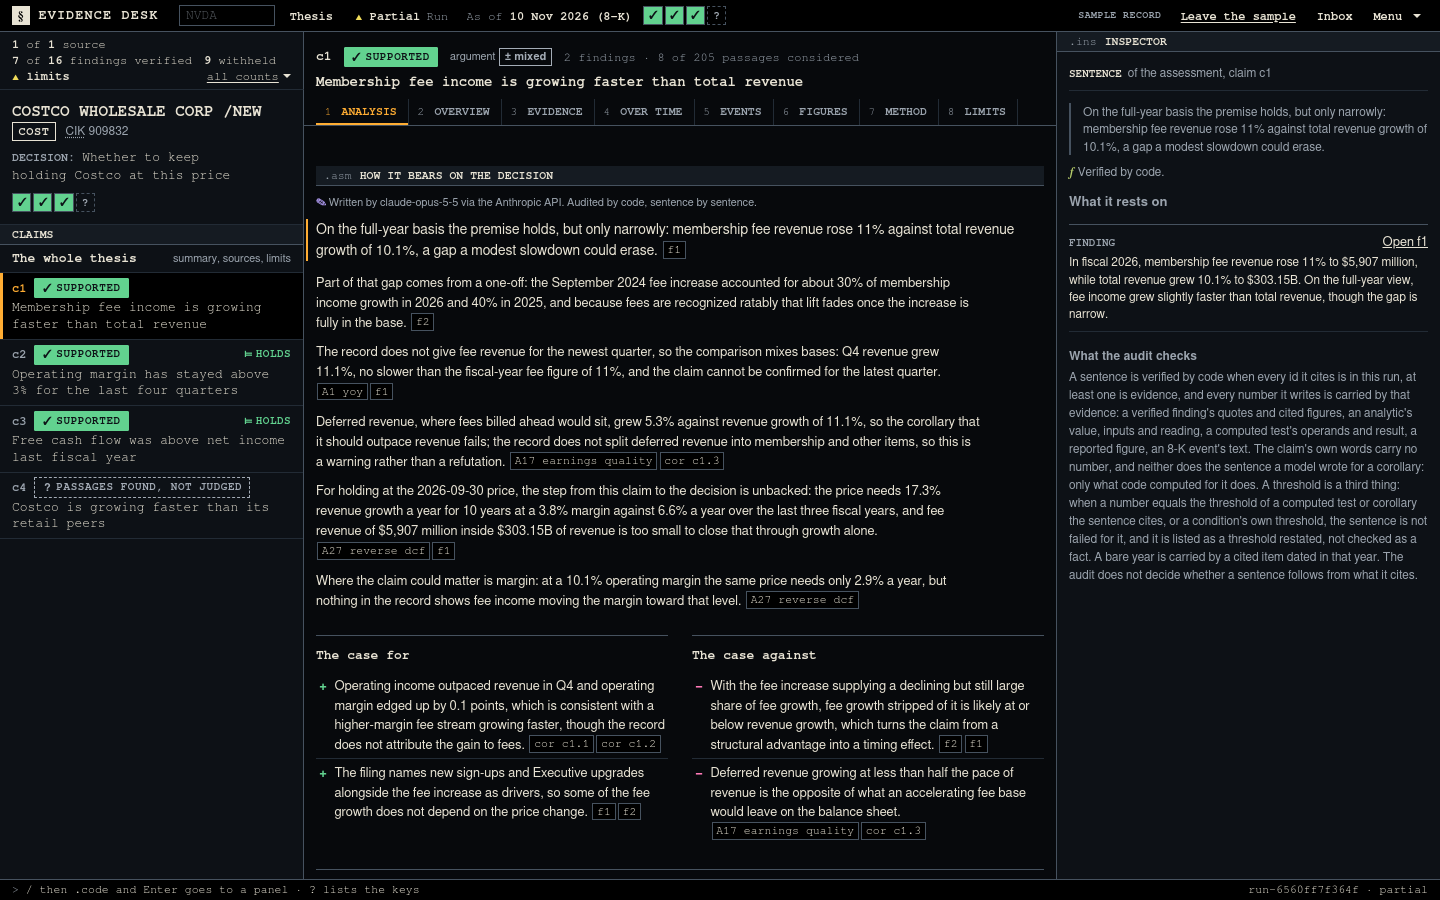 § EVIDENCE DESK NVDA Thesis ▲ Partial Run As of 10 Nov 2026 (8-K) ✓ ✓ ✓ ? SAMPLE RECORD Leave the sample Inbox Menu
1 of 1 source
7 of 16 findings verified 9 withheld
▲ limits all counts
COSTCO WHOLESALE CORP /NEW
COST CIK 909832
DECISION: Whether to keep
holding Costco at this price
✓ ✓ ✓ ?
CLAIMS
The whole thesis summary, sources, limits
c1 ✓ SUPPORTED
Membership fee income is growing
faster than total revenue
c2 ✓ SUPPORTED ⊨ HOLDS
Operating margin has stayed above
3% for the last four quarters
c3 ✓ SUPPORTED ⊨ HOLDS
Free cash flow was above net income
last fiscal year
c4 ? PASSAGES FOUND, NOT JUDGED
Costco is growing faster than its
retail peers
c1 ✓ SUPPORTED argument ± mixed 2 findings · 8 of 205 passages considered
Membership fee income is growing faster than total revenue
1 ANALYSIS 2 OVERVIEW 3 EVIDENCE 4 OVER TIME 5 EVENTS 6 FIGURES 7 METHOD 8 LIMITS
.asm HOW IT BEARS ON THE DECISION
✎ Written by claude-opus-5-5 via the Anthropic API. Audited by code, sentence by sentence.
On the full-year basis the premise holds, but only narrowly: membership fee revenue rose 11% against total revenue
growth of 10.1%, a gap a modest slowdown could erase. f1
Part of that gap comes from a one-off: the September 2024 fee increase accounted for about 30% of membership
income growth in 2026 and 40% in 2025, and because fees are recognized ratably that lift fades once the increase is
fully in the base. f2
The record does not give fee revenue for the newest quarter, so the comparison mixes bases: Q4 revenue grew
11.1%, no slower than the fiscal-year fee figure of 11%, and the claim cannot be confirmed for the latest quarter.
A1 yoy f1
Deferred revenue, where fees billed ahead would sit, grew 5.3% against revenue growth of 11.1%, so the corollary that
it should outpace revenue fails; the record does not split deferred revenue into membership and other items, so this is
a warning rather than a refutation. A17 earnings quality cor c1.3
For holding at the 2026-09-30 price, the step from this claim to the decision is unbacked: the price needs 17.3%
revenue growth a year for 10 years at a 3.8% margin against 6.6% a year over the last three fiscal years, and fee
revenue of $5,907 million inside $303.15B of revenue is too small to close that through growth alone.
A27 reverse dcf f1
Where the claim could matter is margin: at a 10.1% operating margin the same price needs only 2.9% a year, but
nothing in the record shows fee income moving the margin toward that level. A27 reverse dcf
The case for
+ Operating income outpaced revenue in Q4 and operating
margin edged up by 0.1 points, which is consistent with a
higher-margin fee stream growing faster, though the record
does not attribute the gain to fees. cor c1.1 cor c1.2
+ The filing names new sign-ups and Executive upgrades
alongside the fee increase as drivers, so some of the fee
growth does not depend on the price change. f1 f2
The case against
− With the fee increase supplying a declining but still large
share of fee growth, fee growth stripped of it is likely at or
below revenue growth, which turns the claim from a
structural advantage into a timing effect. f2 f1
− Deferred revenue growing at less than half the pace of
revenue is the opposite of what an accelerating fee base
would leave on the balance sheet.
A17 earnings quality cor c1.3
.ins INSPECTOR
SENTENCE of the assessment, claim c1
On the full-year basis the premise holds, but only narrowly:
membership fee revenue rose 11% against total revenue growth of
10.1%, a gap a modest slowdown could erase.
ƒ Verified by code.
What it rests on
FINDING Open f1
In fiscal 2026, membership fee revenue rose 11% to $5,907 million,
while total revenue grew 10.1% to $303.15B. On the full-year view,
fee income grew slightly faster than total revenue, though the gap is
narrow.
What the audit checks
A sentence is verified by code when every id it cites is in this run, at
least one is evidence, and every number it writes is carried by that
evidence: a verified finding's quotes and cited figures, an analytic's
value, inputs and reading, a computed test's operands and result, a
reported figure, an 8-K event's text. The claim's own words carry no
number, and neither does the sentence a model wrote for a corollary:
only what code computed for it does. A threshold is a third thing:
when a number equals the threshold of a computed test or corollary
the sentence cites, or a condition's own threshold, the sentence is not
failed for it, and it is listed as a threshold restated, not checked as a
fact. A bare year is carried by a cited item dated in that year. The
audit does not decide whether a sentence follows from what it cites.
> / then .code and Enter goes to a panel · ? lists the keys run-6560ff7f364f · partial